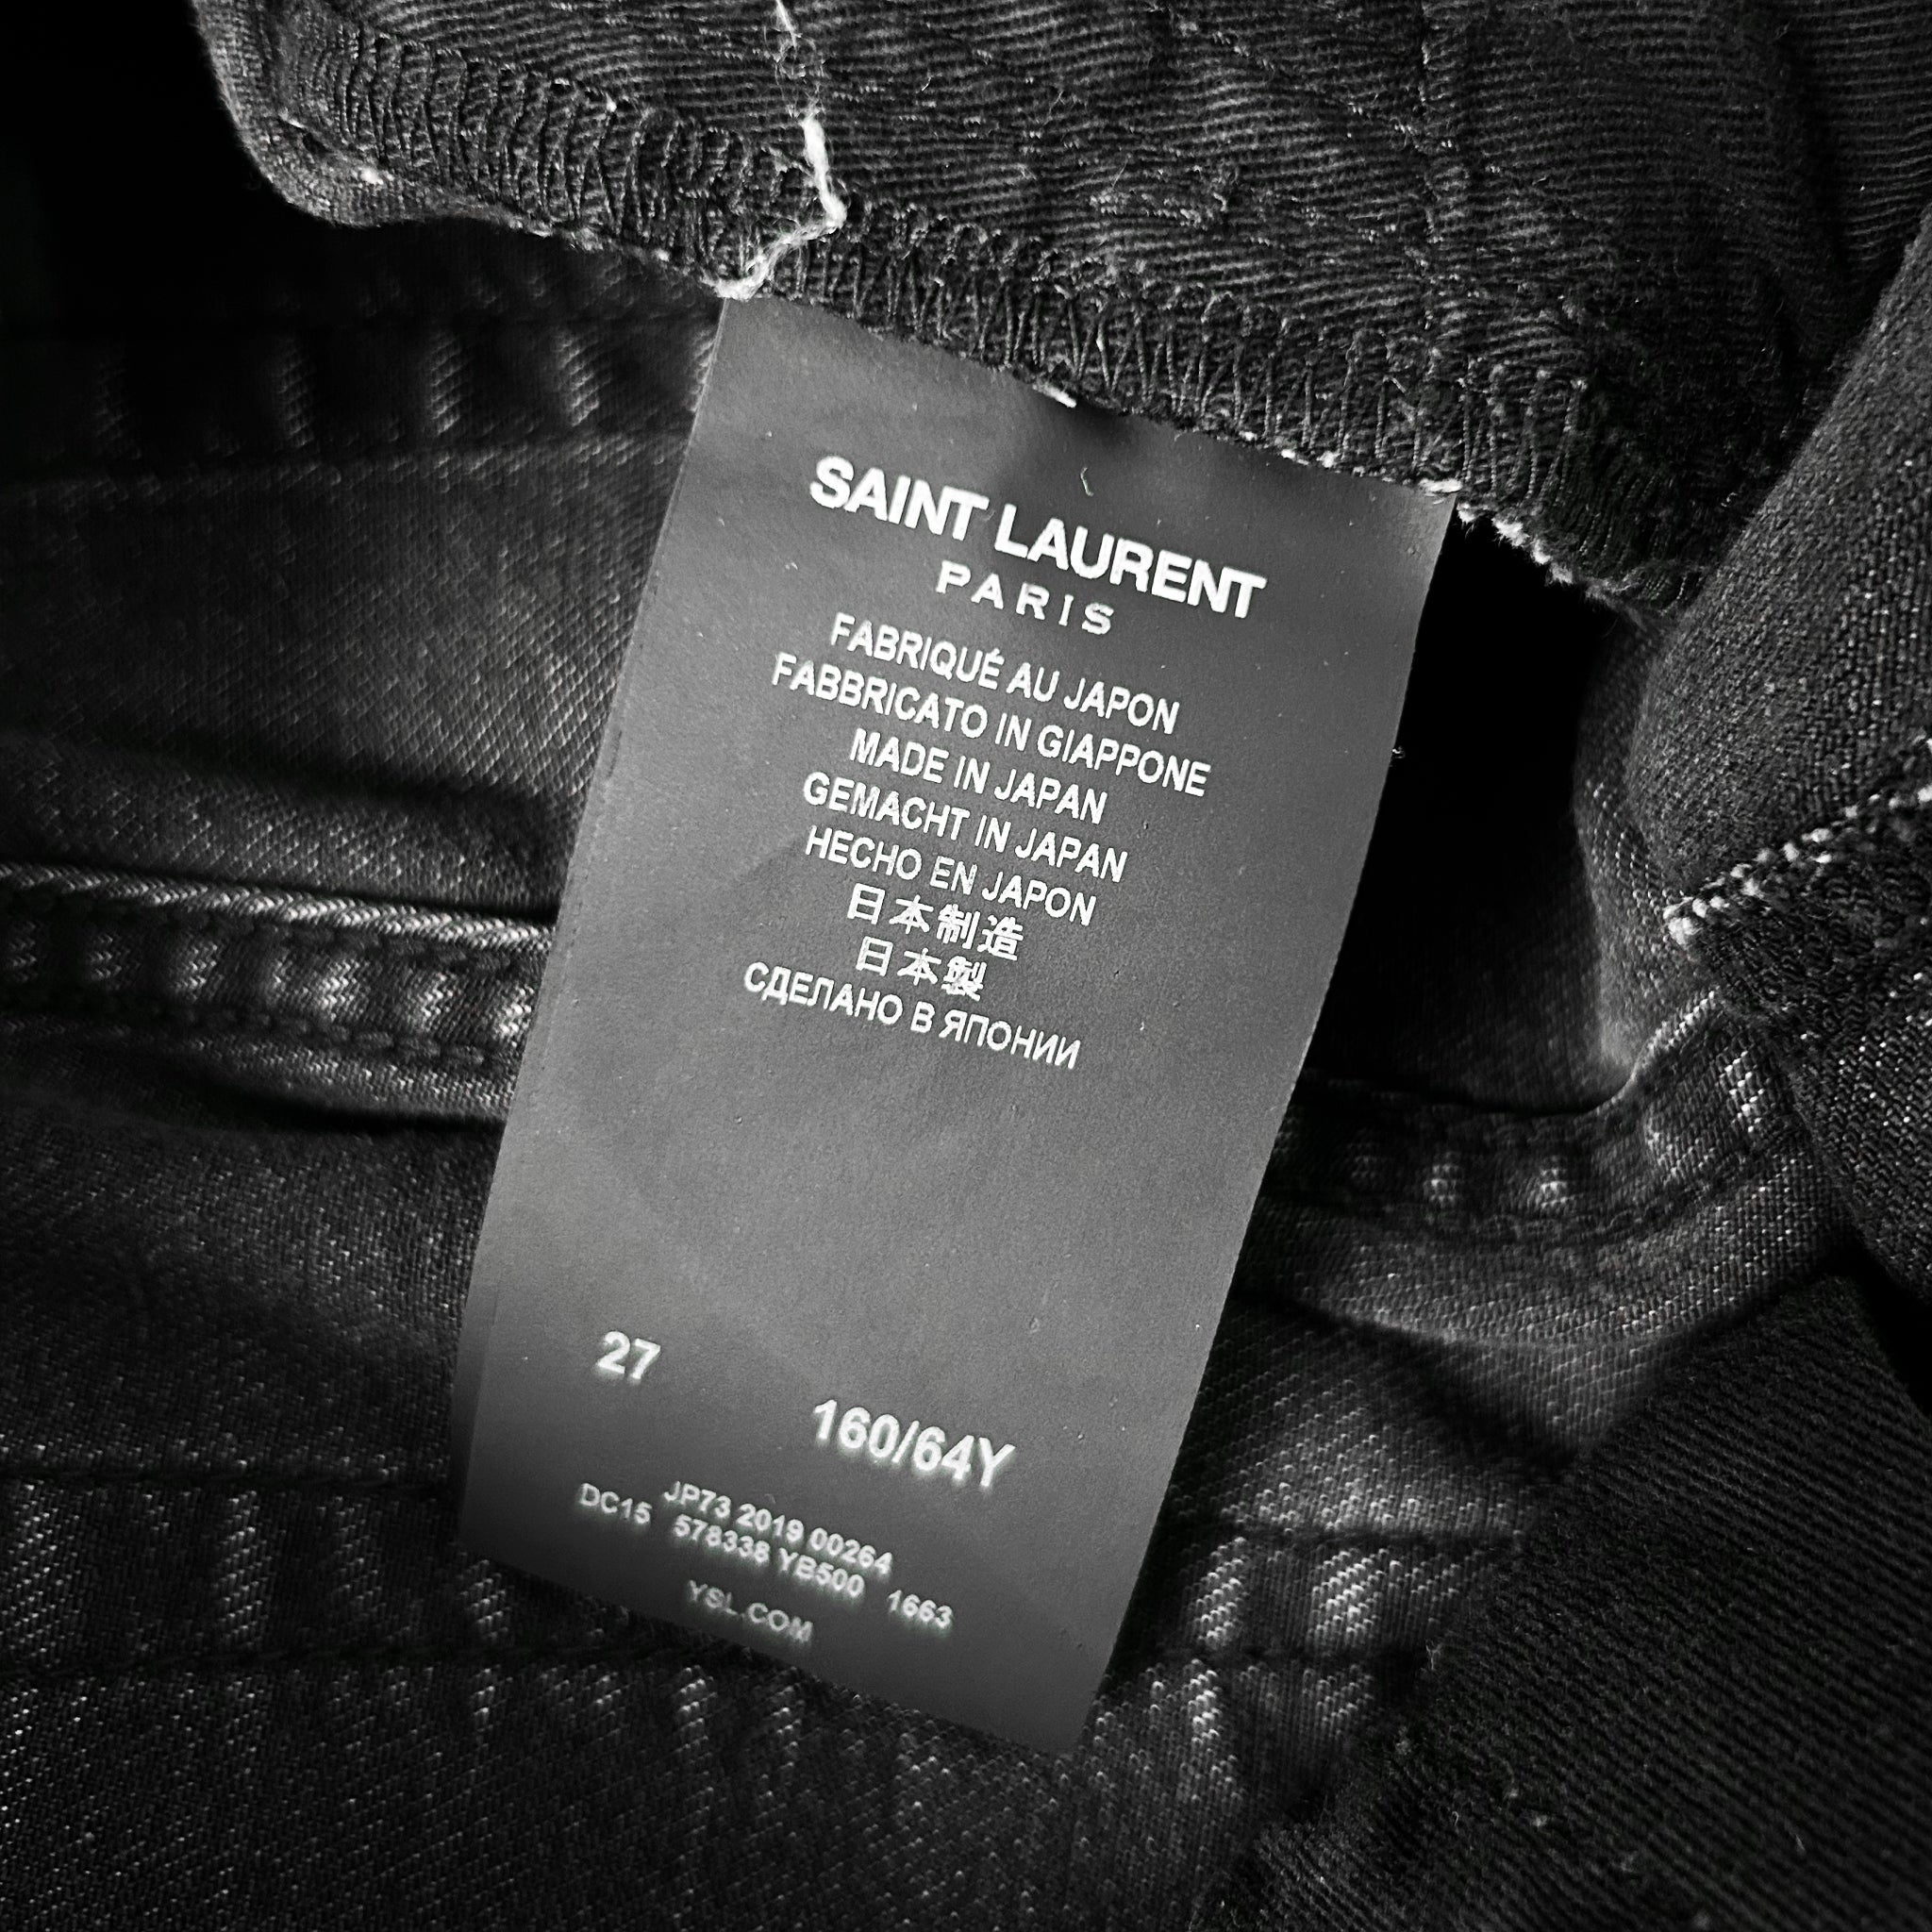 SAINT LAURENT
PARIS
FABRIQUÉ AU JAPON
FABBRICATO IN GIAPPONE
MADE IN JAPAN
GEMACHT IN JAPAN
HECHO EN JAPON
日本制造
日本製
СДЕЛАНО В ЯПОНИИ
27
160/64Y
JP73 2019 00264
DC15 578338 YB500 1663
YSL.COM